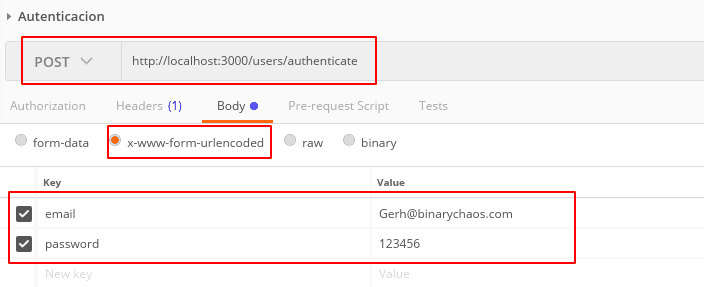 Autenticacion
POST http://localhost:3000/users/authenticate
Authorization Headers (1) Body Pre-request Script Tests
form-data x-www-form-urlencoded raw binary
Key Value
email Gerh@binarychaos.com
password 123456
New key Value